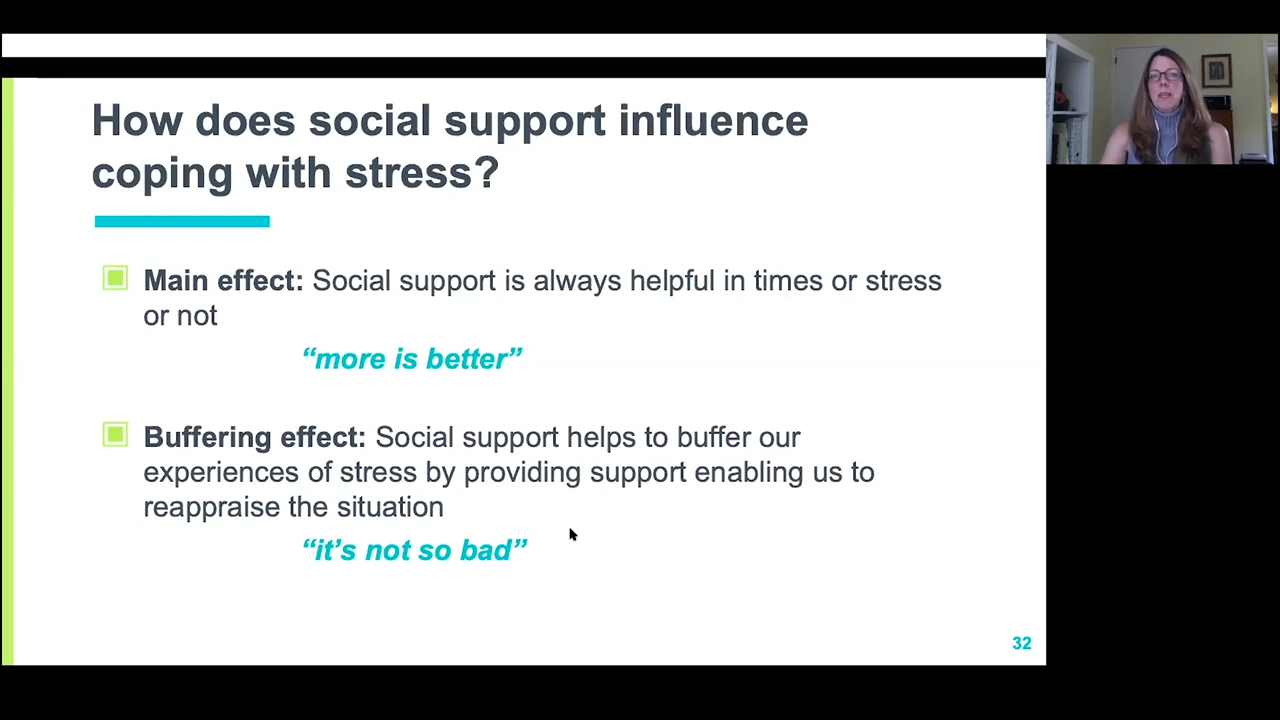 How does social support influence
coping with stress?
Main effect: Social support is always helpful in times or stress
or not
“more is better”
Buffering effect: Social support helps to buffer our
experiences of stress by providing support enabling us to
reappraise the situation
“it’s not so bad”
32